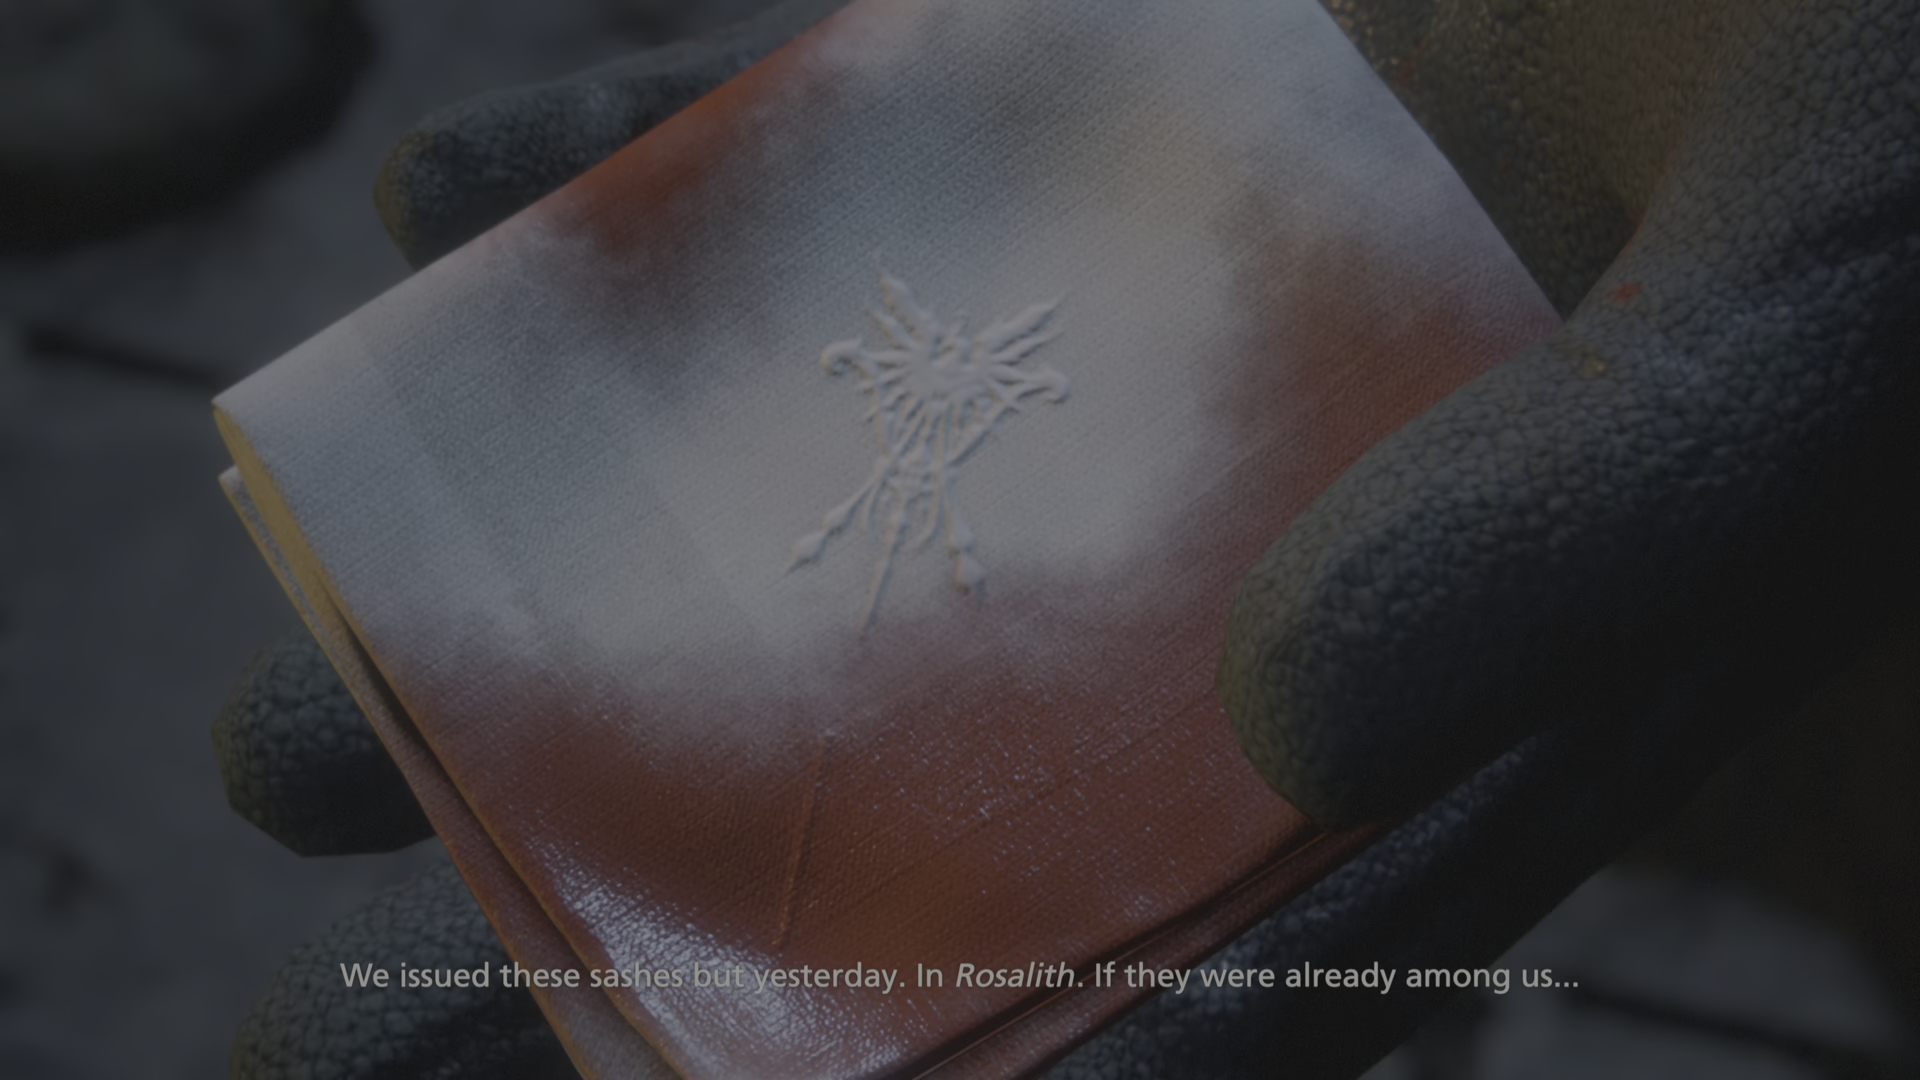 We issued these sashes but yesterday. In Rosalith. If they were already among us...